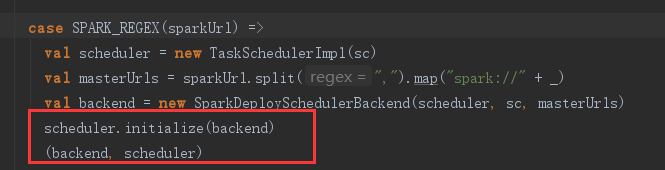 case SPARK_REGEX(sparkUrl) =>
val scheduler = new TaskSchedulerImpl(sc)
val masterUrls = sparkUrl.split( regex = ",").map("spark://" + _)
val backend = new SparkDeploySchedulerBackend(scheduler, sc, masterUrls)
scheduler.initialize(backend)
(backend, scheduler)